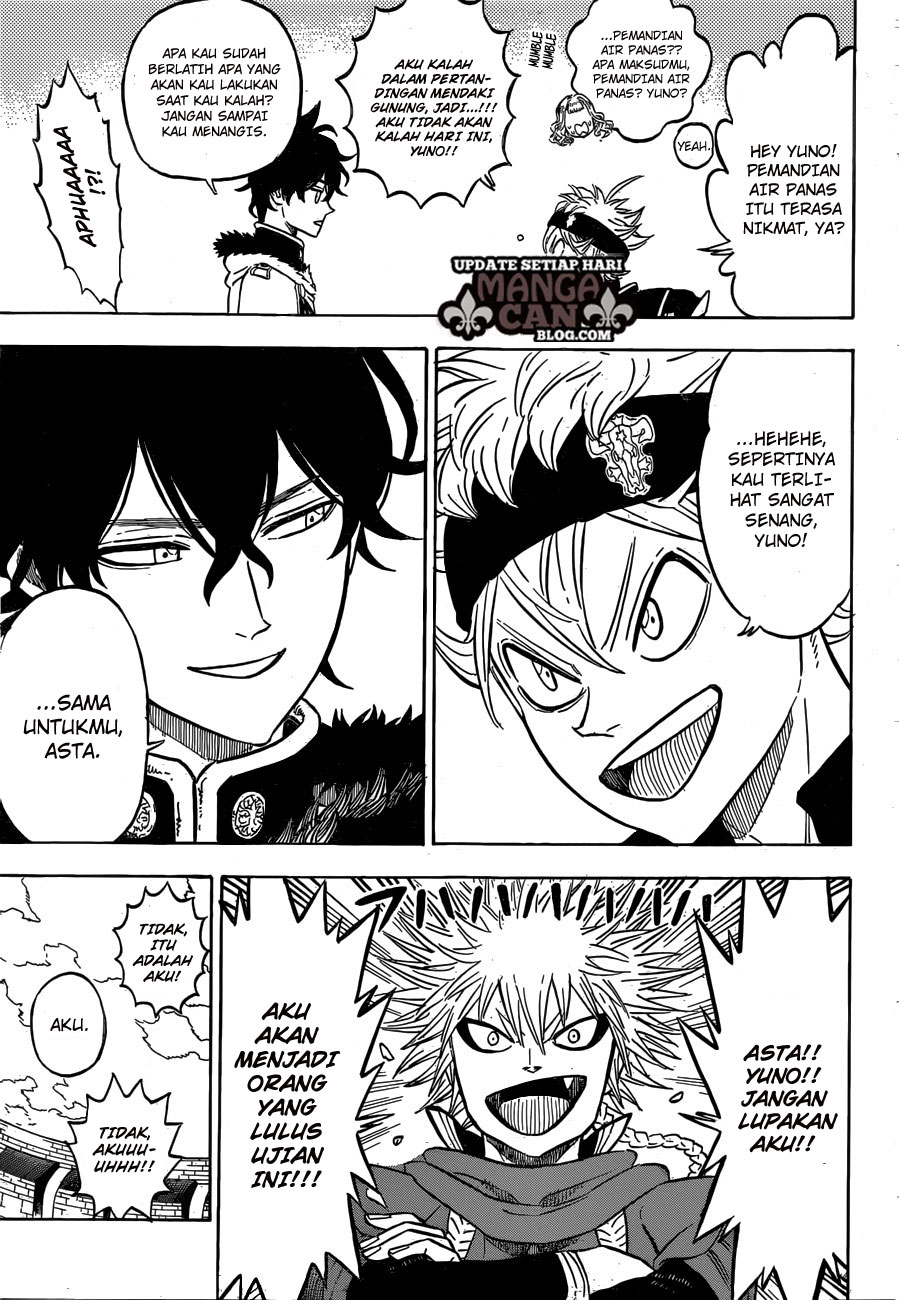 HEY YUNO!
PEMANDIAN
AIR PANAS
ITU TERASA
NIKMAT, YA?
YEAH.
...PEMANDIAN
AIR PANAS??
APA MAKSUDMU,
PEMANDIAN AIR
PANAS? YUNO?
MUMBLE
MUMBLE
AKU KALAH
DALAM PERTAN-
DINGAN MENDAKI
GUNUNG, JADI...!!!
AKU TIDAK AKAN
KALAH HARI INI,
YUNO!!
APA KAU SUDAH
BERLATIH APA YANG
AKAN KAU LAKUKAN
SAAT KAU KALAH?
JANGAN SAMPAI
KAU MENANGIS.
APHUAAAAAA
!?!
UPDATE SETIAP HARI
MANGA
CAN
BLOG.COM
...HEHEHE,
SEPERTINYA
KAU TERLI-
HAT SANGAT
SENANG,
YUNO!
...SAMA
UNTUKMU,
ASTA.
ASTA!!
YUNO!!
JANGAN
LUPAKAN
AKU!!
AKU
AKAN
MENJADI
ORANG
YANG
LULUS
UJIAN
INI!!!
TIDAK,
ITU
ADALAH
AKU!
AKU.
TIDAK,
AKUUU-
UHHH!!